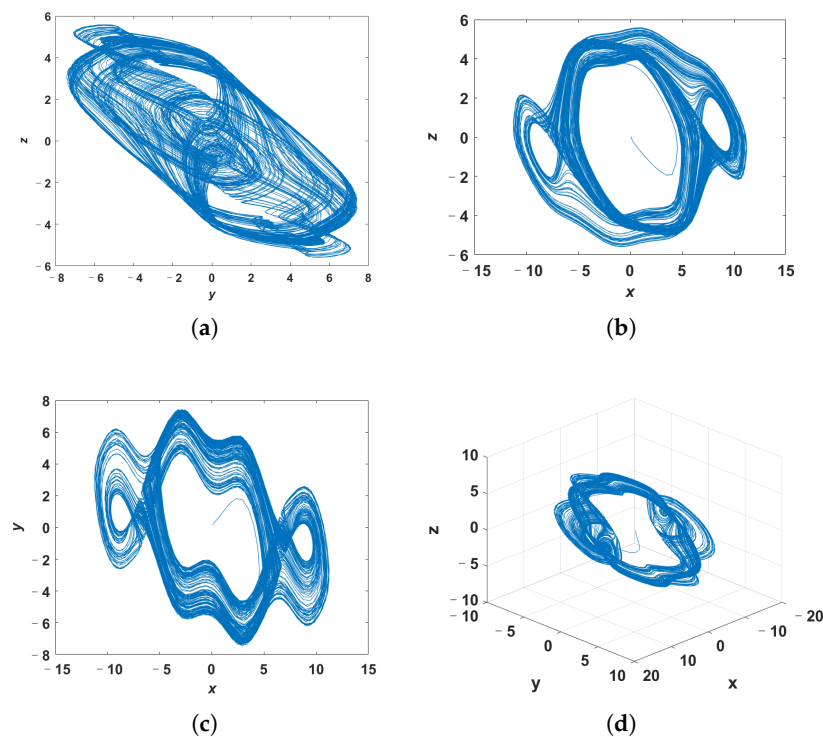 6
4
2
0
− 2
− 4
− 6
z
− 8 − 6 − 4 − 2 0 2 4 6 8
y
(a)
6
4
2
0
− 2
− 4
− 6
z
− 15 − 10 − 5 0 5 10 15
x
(b)
8
6
4
2
0
− 2
− 4
− 6
− 8
y
− 15 − 10 − 5 0 5 10 15
x
(c)
10
5
0
− 5
− 10
z
− 10 − 5 0 5 10
y
20 10 0 − 10 − 20
x
(d)